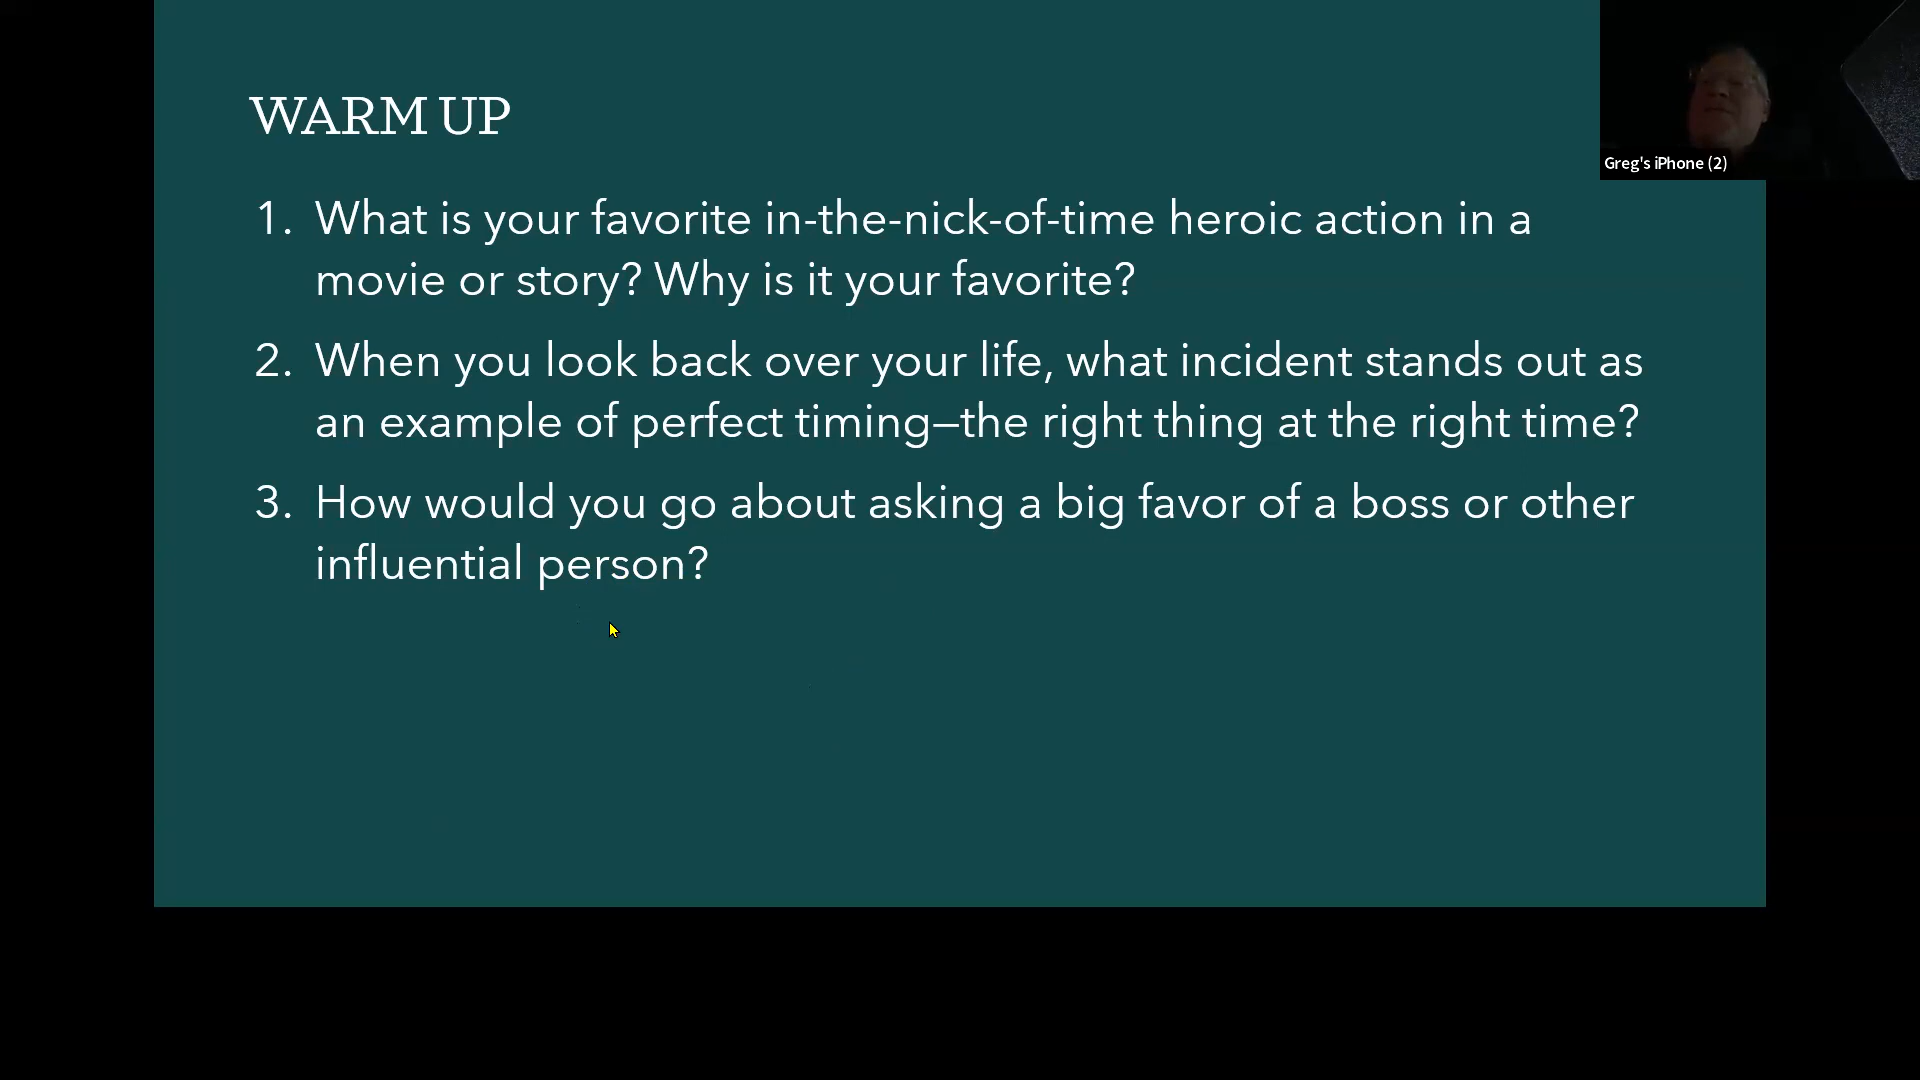 WARM UP
Greg's iPhone (2)
1. What is your favorite in-the-nick-of-time heroic action in a
movie or story? Why is it your favorite?
2. When you look back over your life, what incident stands out as
an example of perfect timing—the right thing at the right time?
3. How would you go about asking a big favor of a boss or other
influential person?